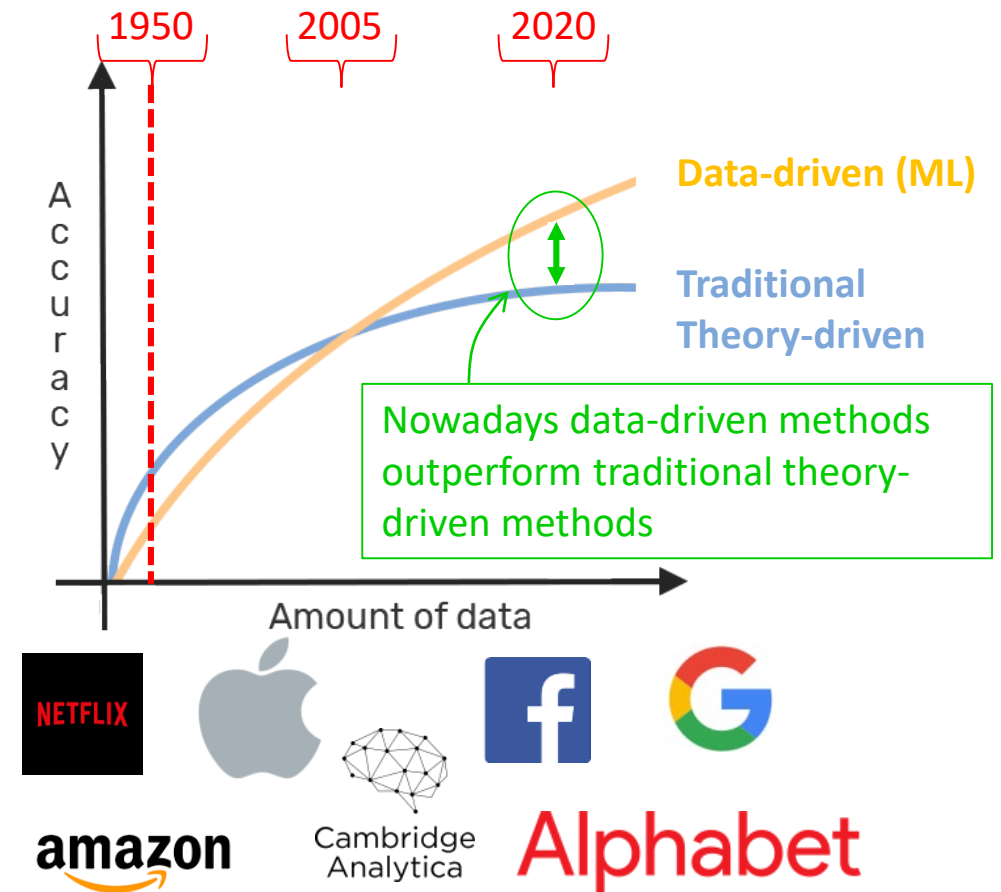 1950 2005 2020
Accuracy
Data-driven (ML)
Traditional
Theory-driven
Nowadays data-driven methods
outperform traditional theory-
driven methods
Amount of data
NETFLIX
f
G
amazon
Cambridge
Analytica
Alphabet